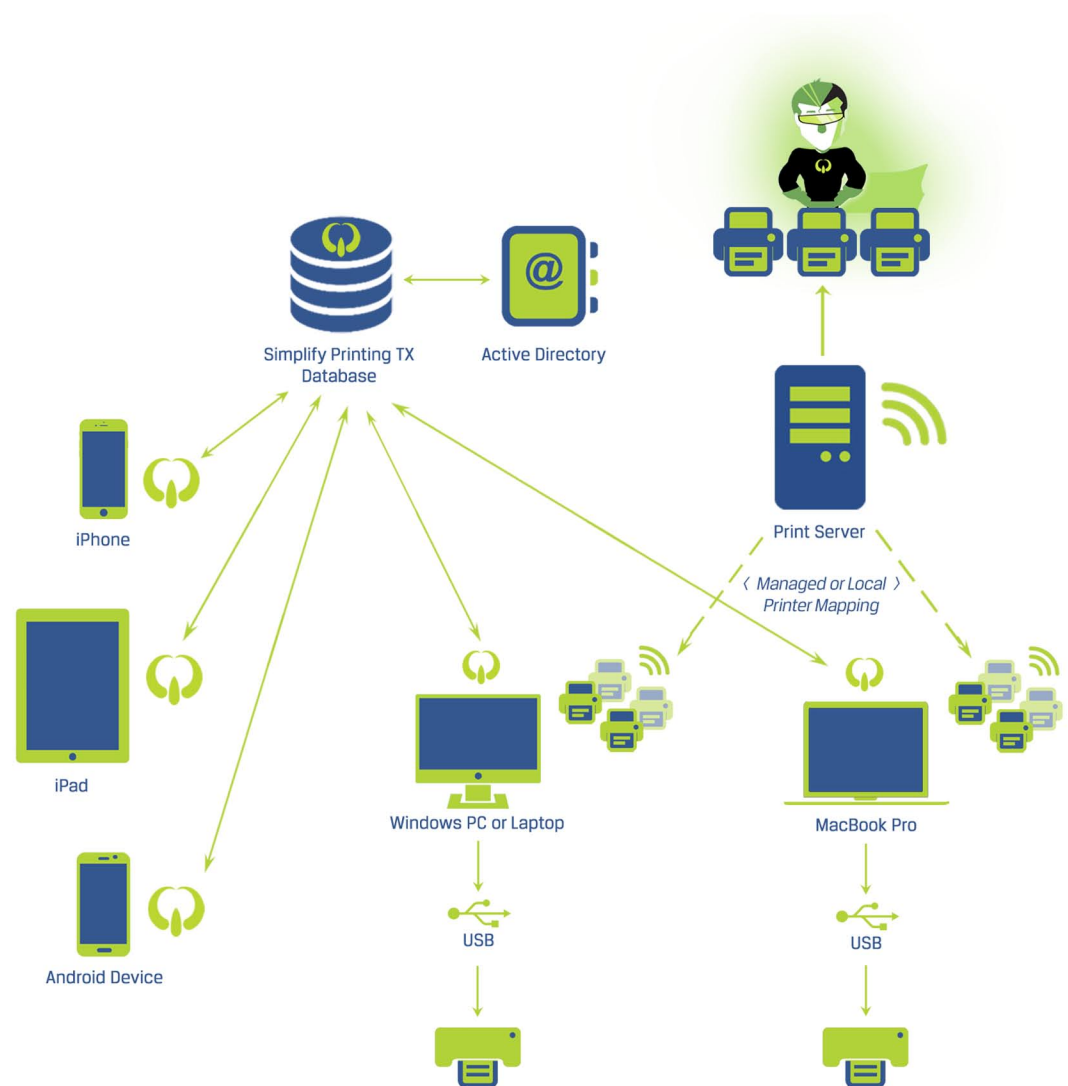 @
Simplify Printing TX
Database
Active Directory
iPhone
Print Server
< Managed or Local >
Printer Mapping
iPad
Windows PC or Laptop
MacBook Pro
USB
USB
Android Device